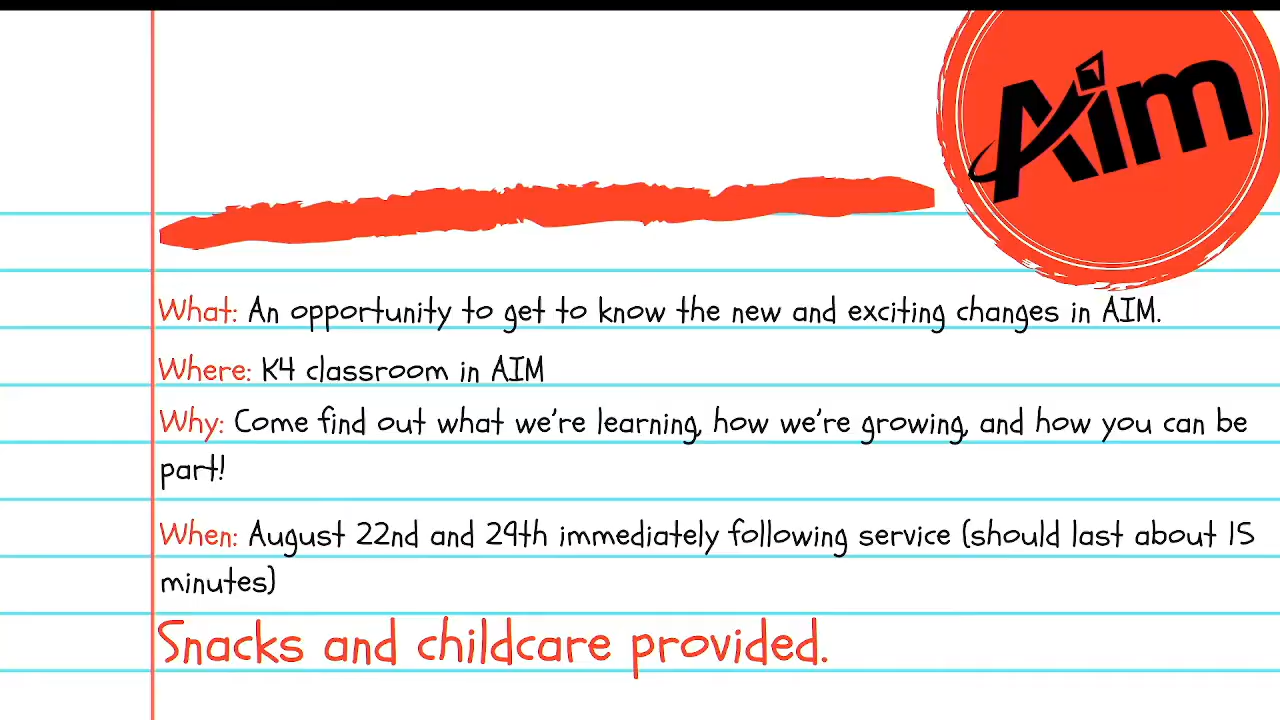 Aim
What: An opportunity to get to know the new and exciting changes in AIM.
Where: K4 classroom in AIM
Why: Come find out what we're learning, how we're growing, and how you can be
part!
When: August 22nd and 29th immediately following service (should last about 15
minutes)
Snacks and childcare provided.